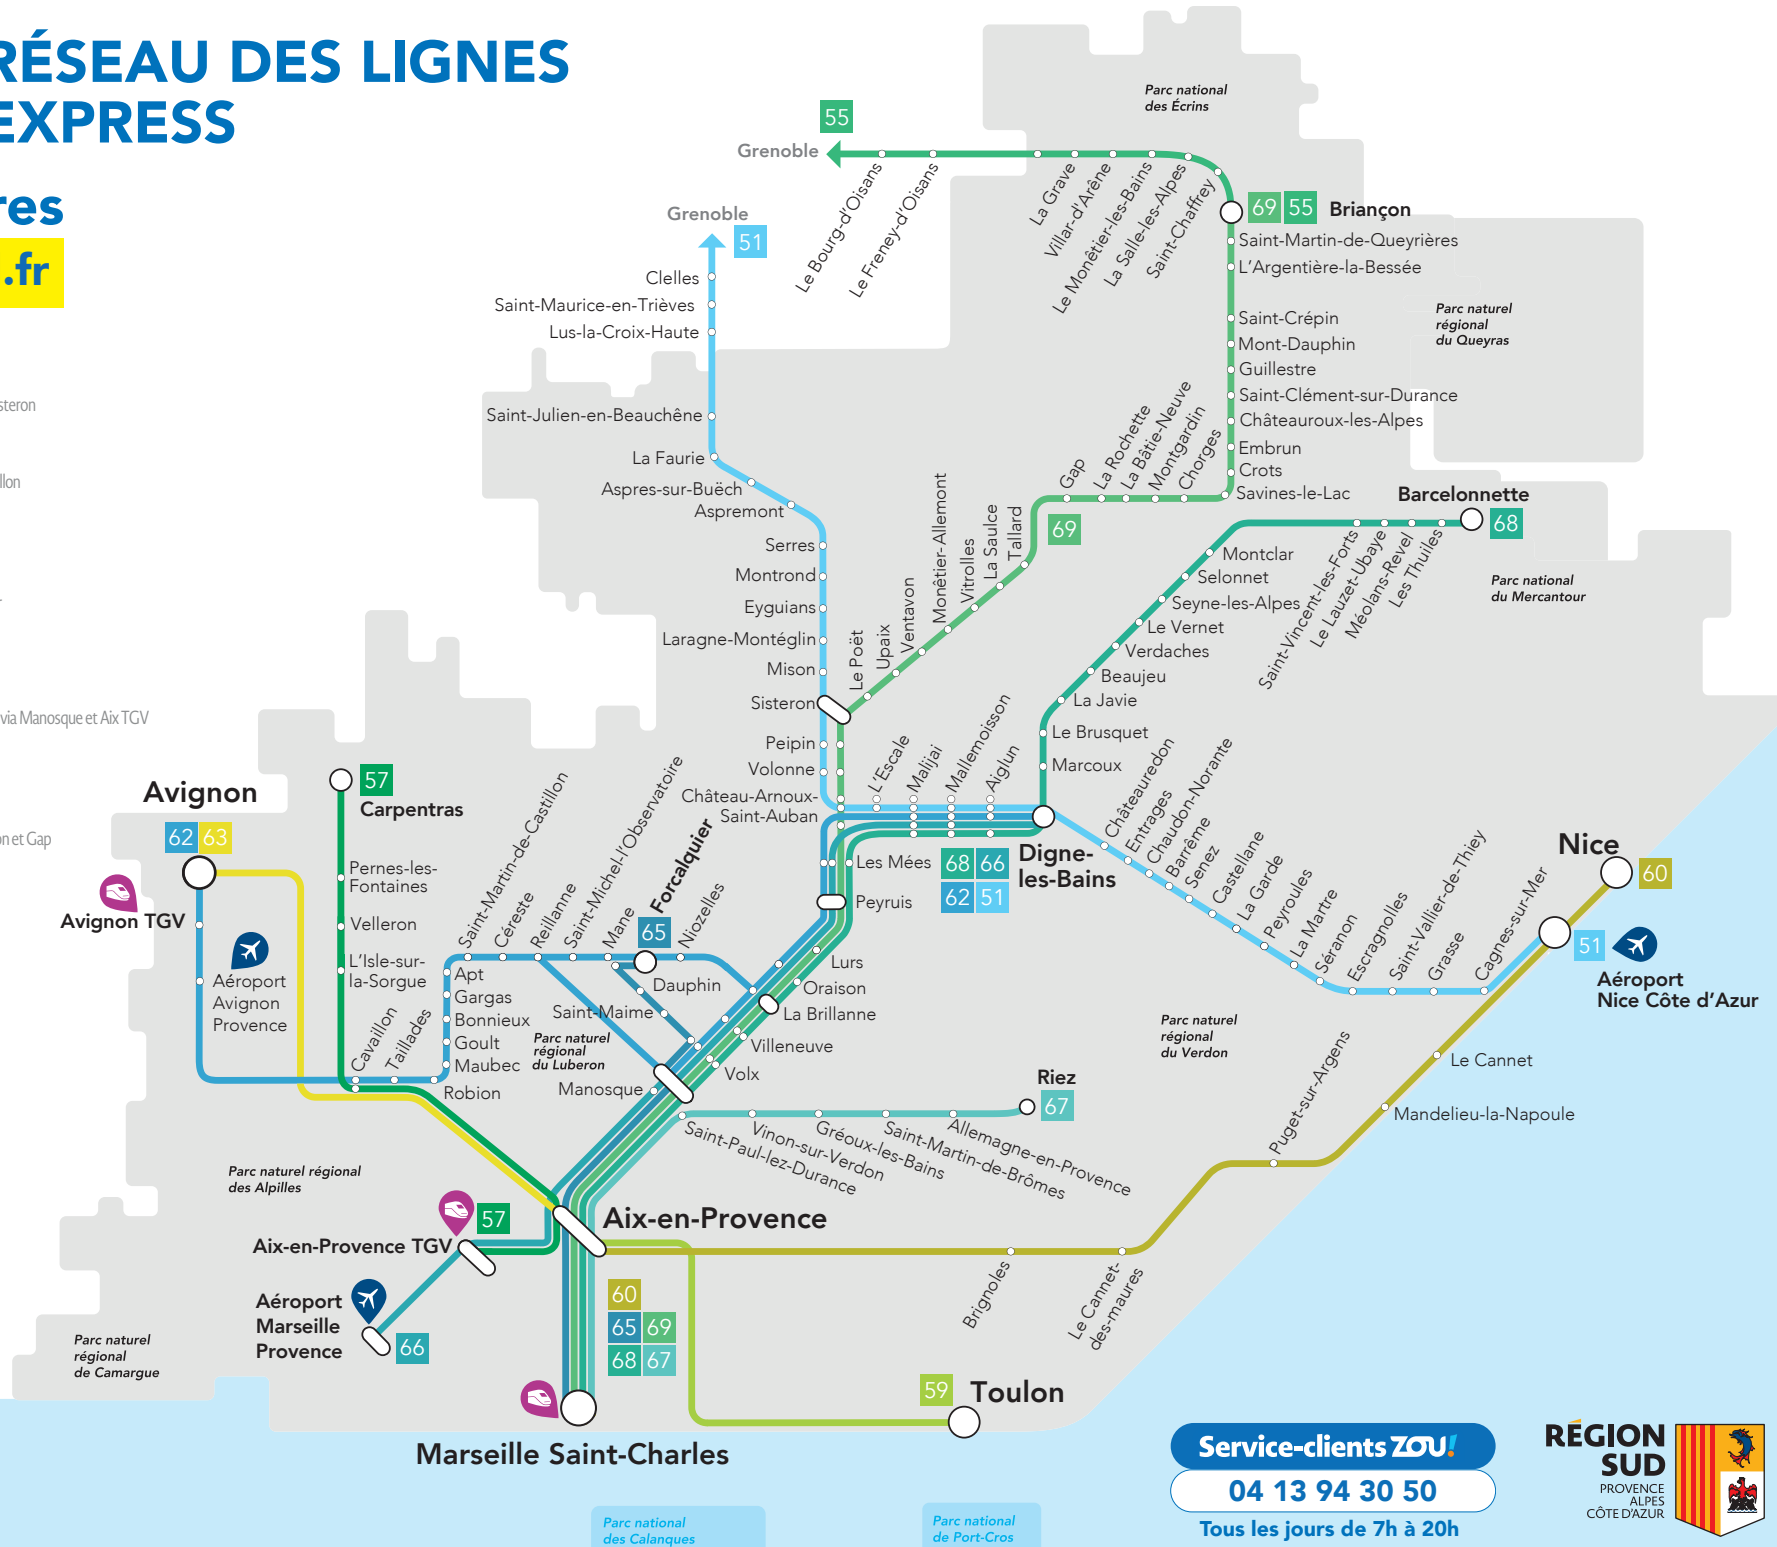 RÉSEAU DES LIGNES
EXPRESS
res
.fr
steron
llon
via Manosque et Aix TGV
on et Gap
Parc national
des Écrins
55
Grenoble
Le Bourg-d'Oisans
Le Freney-d'Oisans
La Grave
Villar-d'Arêne
Le Monêtier-les-Bains
La Salle-les-Alpes
Saint-Chaffrey
69 55 Briançon
Saint-Martin-de-Queyrières
L'Argentière-la-Bessée
Saint-Crépin
Mont-Dauphin
Guillestre
Saint-Clément-sur-Durance
Châteauroux-les-Alpes
Embrun
Crots
Savines-le-Lac
Parc naturel
régional
du Queyras
Grenoble
51
Clelles
Saint-Maurice-en-Trièves
Lus-la-Croix-Haute
Saint-Julien-en-Beauchêne
La Faurie
Aspres-sur-Buëch
Aspremont
Serres
Montrond
Eyguians
Laragne-Montéglin
Mison
Sisteron
Peipin
Volonne
Château-Arnoux-
Saint-Auban
Le Poët
Upaix
Ventavon
Monêtier-Allemont
Vitrolles
La Saulce
Tallard
69
Gap
La Rochette
La Bâtie-Neuve
Montgardin
Chorges
Barcelonnette
68
Saint-Vincent-les-Forts
Le Lauzet-Ubaye
Méolans-Revel
Les Thuiles
Parc national
du Mercantour
Montclar
Selonnet
Seyne-les-Alpes
Le Vernet
Verdaches
Beaujeu
La Javie
Le Brusquet
Marcoux
L'Escale
Malijai
Mallemoisson
Aiglun
68 66
62 51
Digne-
les-Bains
Châteauredon
Entrages
Chaudon-Norante
Barrême
Senez
Castellane
La Garde
Peyroules
La Martre
Séranon
Escragnolles
Saint-Vallier-de-Thiey
Grasse
Cagnes-sur-Mer
Nice
60
51
Aéroport
Nice Côte d'Azur
Avignon
62 63
Avignon TGV
Aéroport
Avignon
Provence
57
Carpentras
Pernes-les-
Fontaines
Velleron
L'Isle-sur-
la-Sorgue
Cavaillon
Taillades
Robion
Maubec
Goult
Bonnieux
Gargas
Apt
Saint-Martin-de-Castillon
Céreste
Reillanne
Saint-Michel-l'Observatoire
Mane
Forcalquier
65
Niozelles
Dauphin
Saint-Maime
Parc naturel
régional
du Luberon
Les Mées
Peyruis
Lurs
Oraison
La Brillanne
Villeneuve
Volx
Manosque
Riez
67
Saint-Paul-lez-Durance
Vinon-sur-Verdon
Gréoux-les-Bains
Saint-Martin-de-Brômes
Allemagne-en-Provence
Parc naturel
régional
du Verdon
Puget-sur-Argens
Le Cannet
Mandelieu-la-Napoule
Parc naturel régional
des Alpilles
57
Aix-en-Provence TGV
Aix-en-Provence
Aéroport
Marseille
Provence
66
60
65 69
68 67
Brignoles
Le Cannet-
des-maures
59 Toulon
Marseille Saint-Charles
Parc naturel
régional
de Camargue
Parc national
des Calanques
Parc national
de Port-Cros
Service-clients ZOU!
04 13 94 30 50
Tous les jours de 7h à 20h
RÉGION
SUD
PROVENCE
ALPES
CÔTE D'AZUR